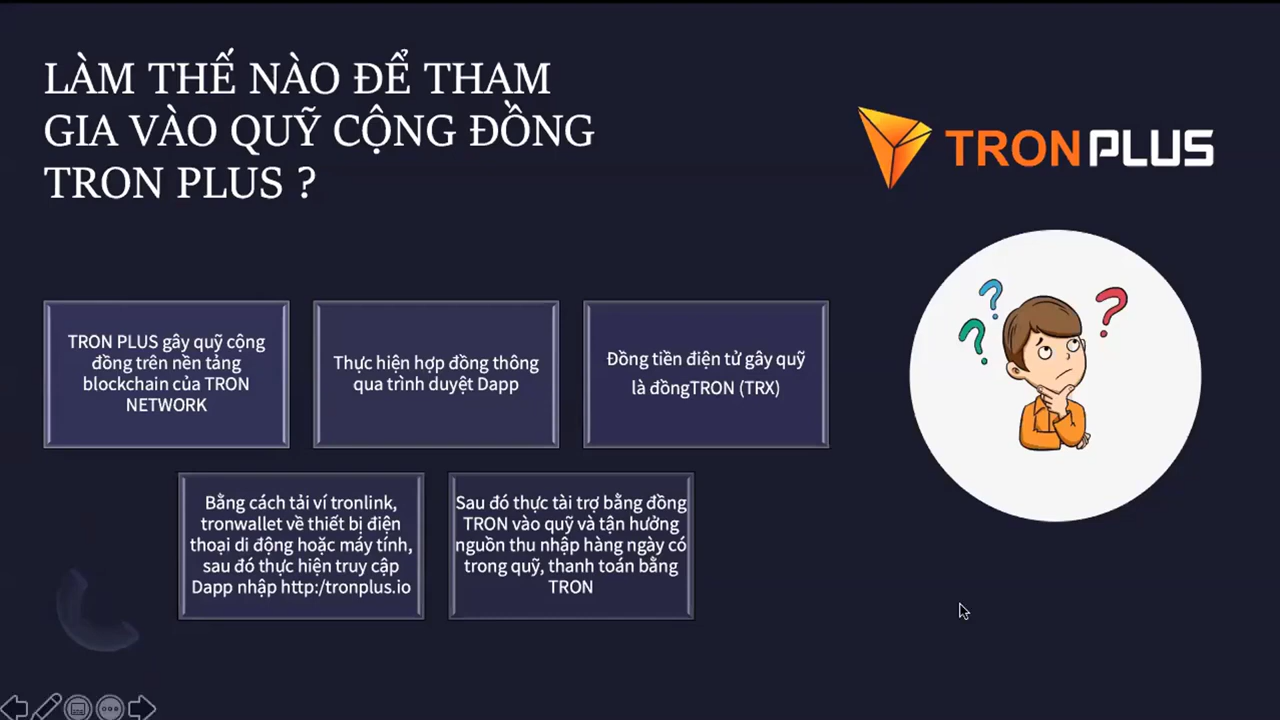 LÀM THẾ NÀO ĐỂ THAM
GIA VÀO QUỸ CỘNG ĐỒNG
TRON PLUS ?
TRONPLUS
TRON PLUS gây quỹ cộng
đồng trên nền tảng
blockchain của TRON
NETWORK
Thực hiện hợp đồng thông
qua trình duyệt Dapp
Đồng tiền điện tử gây quỹ
là đồngTRON (TRX)
Bằng cách tải ví tronlink,
tronwallet về thiết bị điện
thoại di động hoặc máy tính,
sau đó thực hiện truy cập
Dapp nhập http:/tronplus.io
Sau đó thực tài trợ bằng đồng
TRON vào quỹ và tận hưởng
nguồn thu nhập hàng ngày có
trong quỹ, thanh toán bằng
TRON